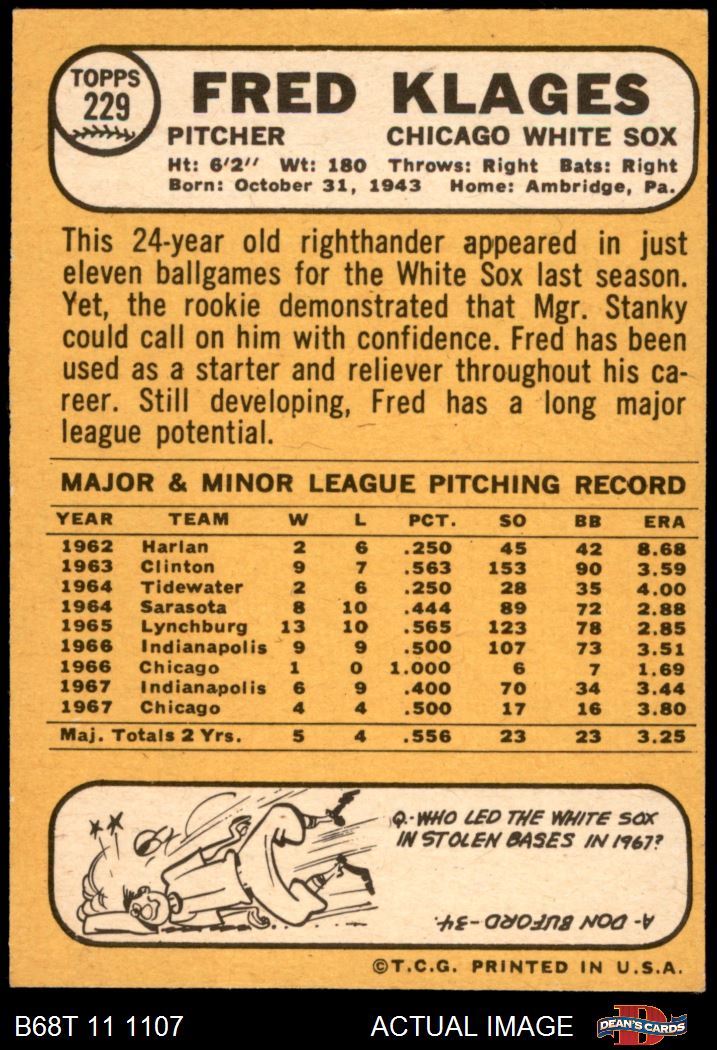 TOPPS
229
FRED KLAGES
PITCHER CHICAGO WHITE SOX
Ht: 6'2" Wt: 180 Throws: Right Bats: Right
Born: October 31, 1943 Home: Ambridge, Pa.
This 24-year old righthander appeared in just
eleven ballgames for the White Sox last season.
Yet, the rookie demonstrated that Mgr. Stanky
could call on him with confidence. Fred has been
used as a starter and reliever throughout his ca-
reer. Still developing, Fred has a long major
league potential.
MAJOR & MINOR LEAGUE PITCHING RECORD
YEAR TEAM W L PCT. SO BB ERA
1962 Harlan 2 6 .250 45 42 8.68
1963 Clinton 9 7 .563 153 90 3.59
1964 Tidewater 2 6 .250 28 35 4.00
1964 Sarasota 8 10 .444 89 72 2.88
1965 Lynchburg 13 10 .565 123 78 2.85
1966 Indianapolis 9 9 .500 107 73 3.51
1966 Chicago 1 0 1.000 6 7 1.69
1967 Indianapolis 6 9 .400 70 34 3.44
1967 Chicago 4 4 .500 17 16 3.80
Maj. Totals 2 Yrs. 5 4 .556 23 23 3.25
Q-WHO LED THE WHITE SOX
IN STOLEN BASES IN 1967?
A- DON BUFORD-34.
©T.C.G. PRINTED IN U.S.A.
B68T 11 1107 ACTUAL IMAGE
D
DEAN'S CARDS